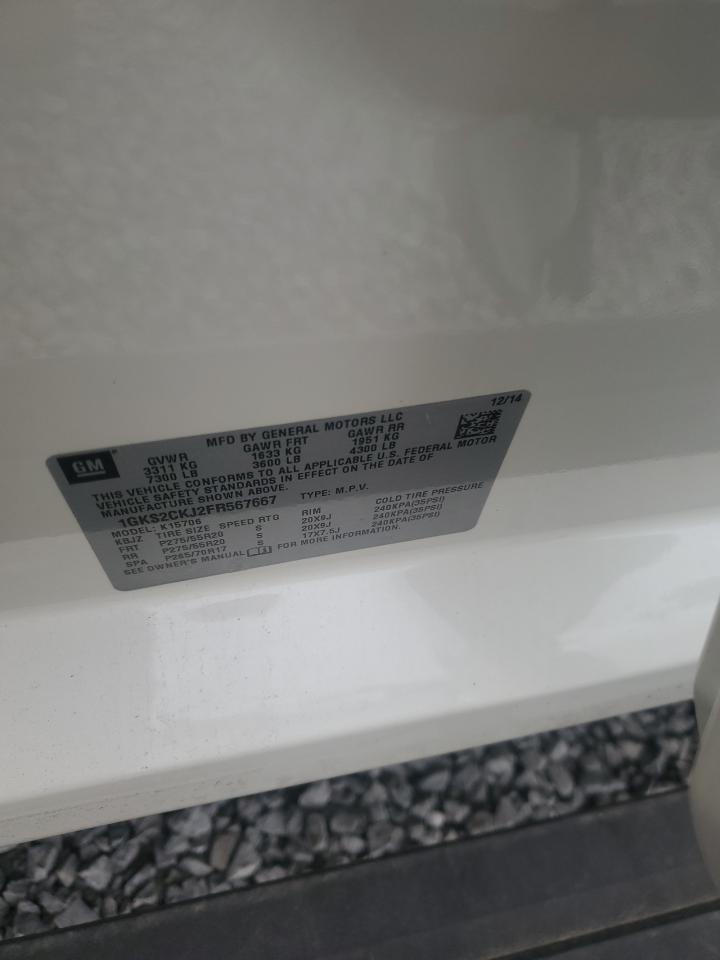 12/14
GM
MFD BY GENERAL MOTORS LLC
GVWR GAWR FRT GAWR RR
3311 KG 1633 KG 1951 KG
7300 LB 3600 LB 4300 LB
THIS VEHICLE CONFORMS TO ALL APPLICABLE U.S. FEDERAL MOTOR
VEHICLE SAFETY STANDARDS IN EFFECT ON THE DATE OF
MANUFACTURE SHOWN ABOVE.
1GKS2CKJ2FR567667 TYPE: M.P.V.
MODEL: K15706
KBJZ TIRE SIZE SPEED RTG RIM COLD TIRE PRESSURE
FRT P275/55R20 S 20X9J 240KPA(35PSI)
RR P275/55R20 S 20X9J 240KPA(35PSI)
SPA P265/70R17 S 17X7.5J 240KPA(35PSI)
SEE OWNER'S MANUAL FOR MORE INFORMATION.